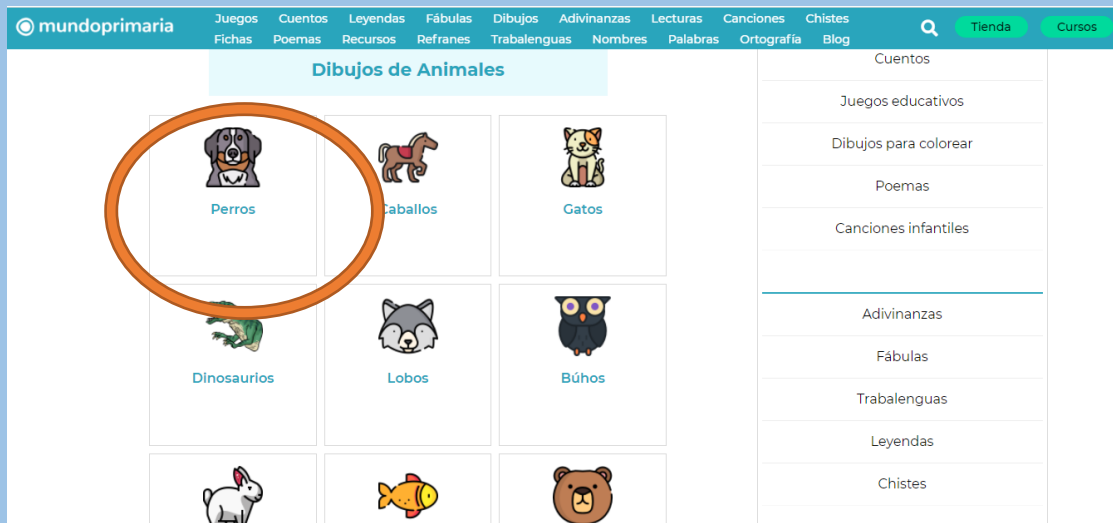 mundoprimaria
Juegos Cuentos Leyendas Fábulas Dibujos Adivinanzas Lecturas Canciones Chistes
Fichas Poemas Recursos Refranes Trabalenguas Nombres Palabras Ortografía Blog
Tienda Cursos
Dibujos de Animales
Perros Caballos Gatos
Dinosaurios Lobos Búhos
Cuentos
Juegos educativos
Dibujos para colorear
Poemas
Canciones infantiles
Adivinanzas
Fábulas
Trabalenguas
Leyendas
Chistes